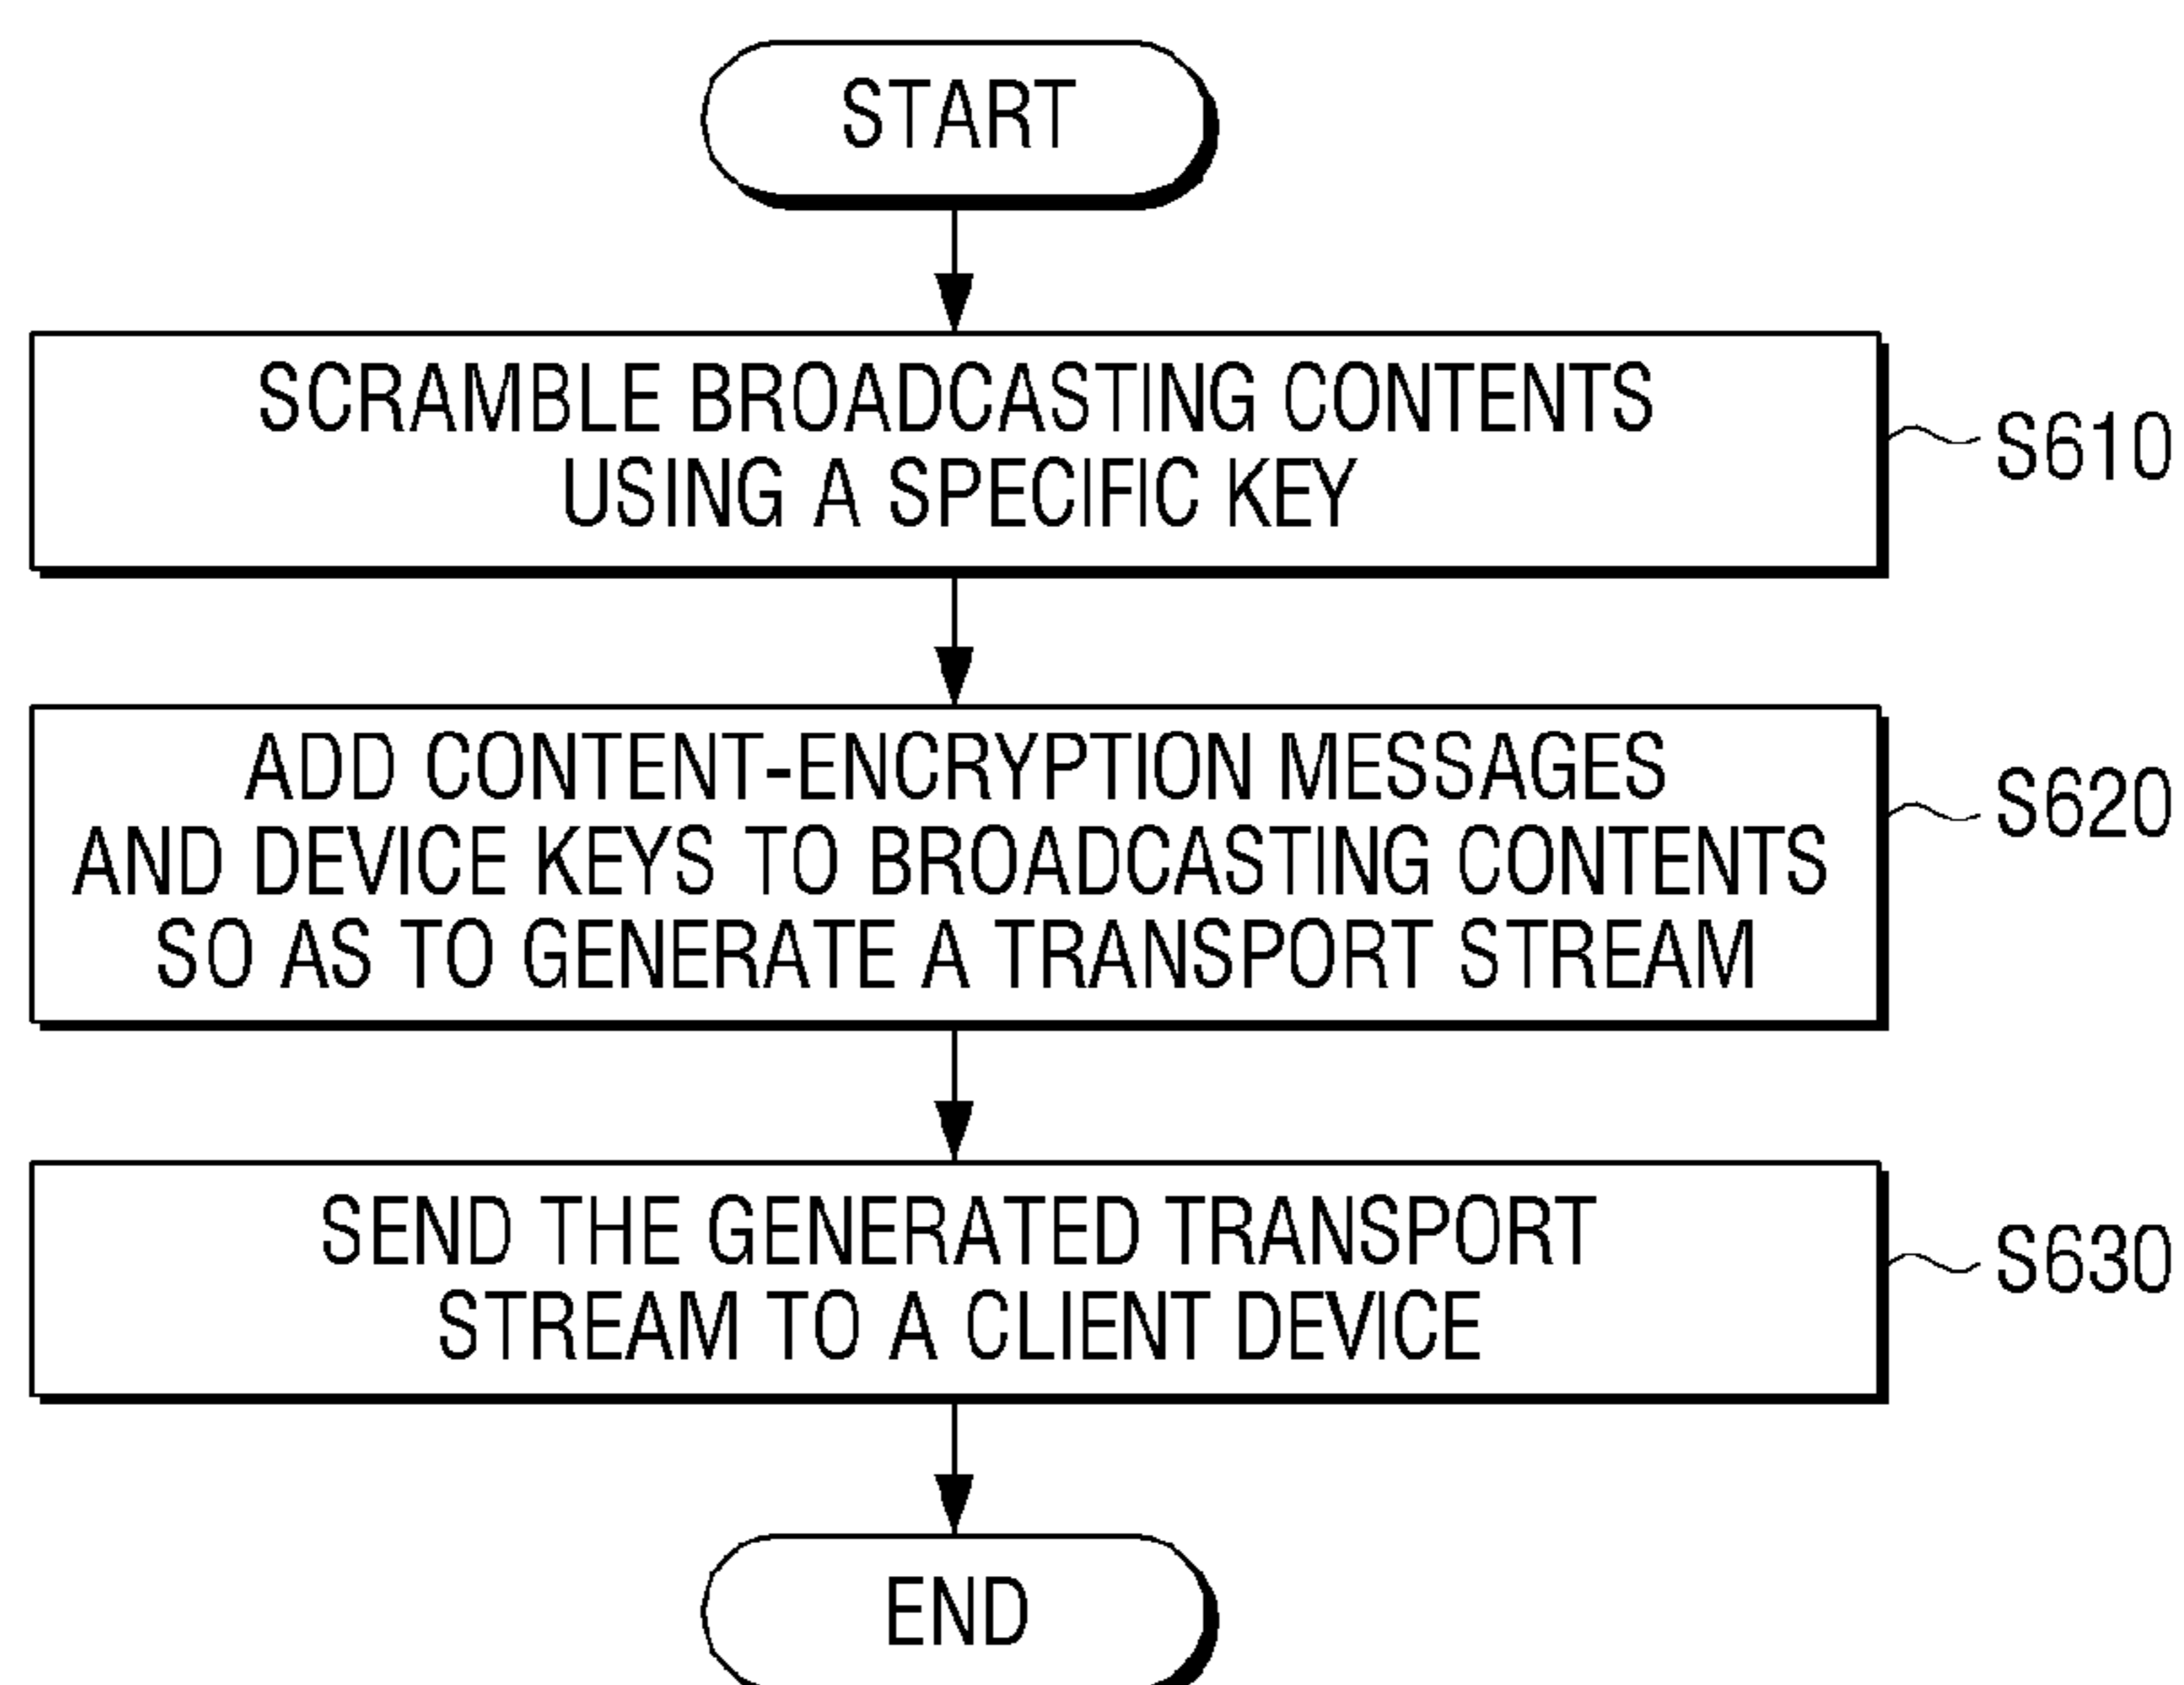 START
SCRAMBLE BROADCASTING CONTENTS
USING A SPECIFIC KEY
S610
ADD CONTENT-ENCRYPTION MESSAGES
AND DEVICE KEYS TO BROADCASTING CONTENTS
SO AS TO GENERATE A TRANSPORT STREAM
S620
SEND THE GENERATED TRANSPORT
STREAM TO A CLIENT DEVICE
S630
END